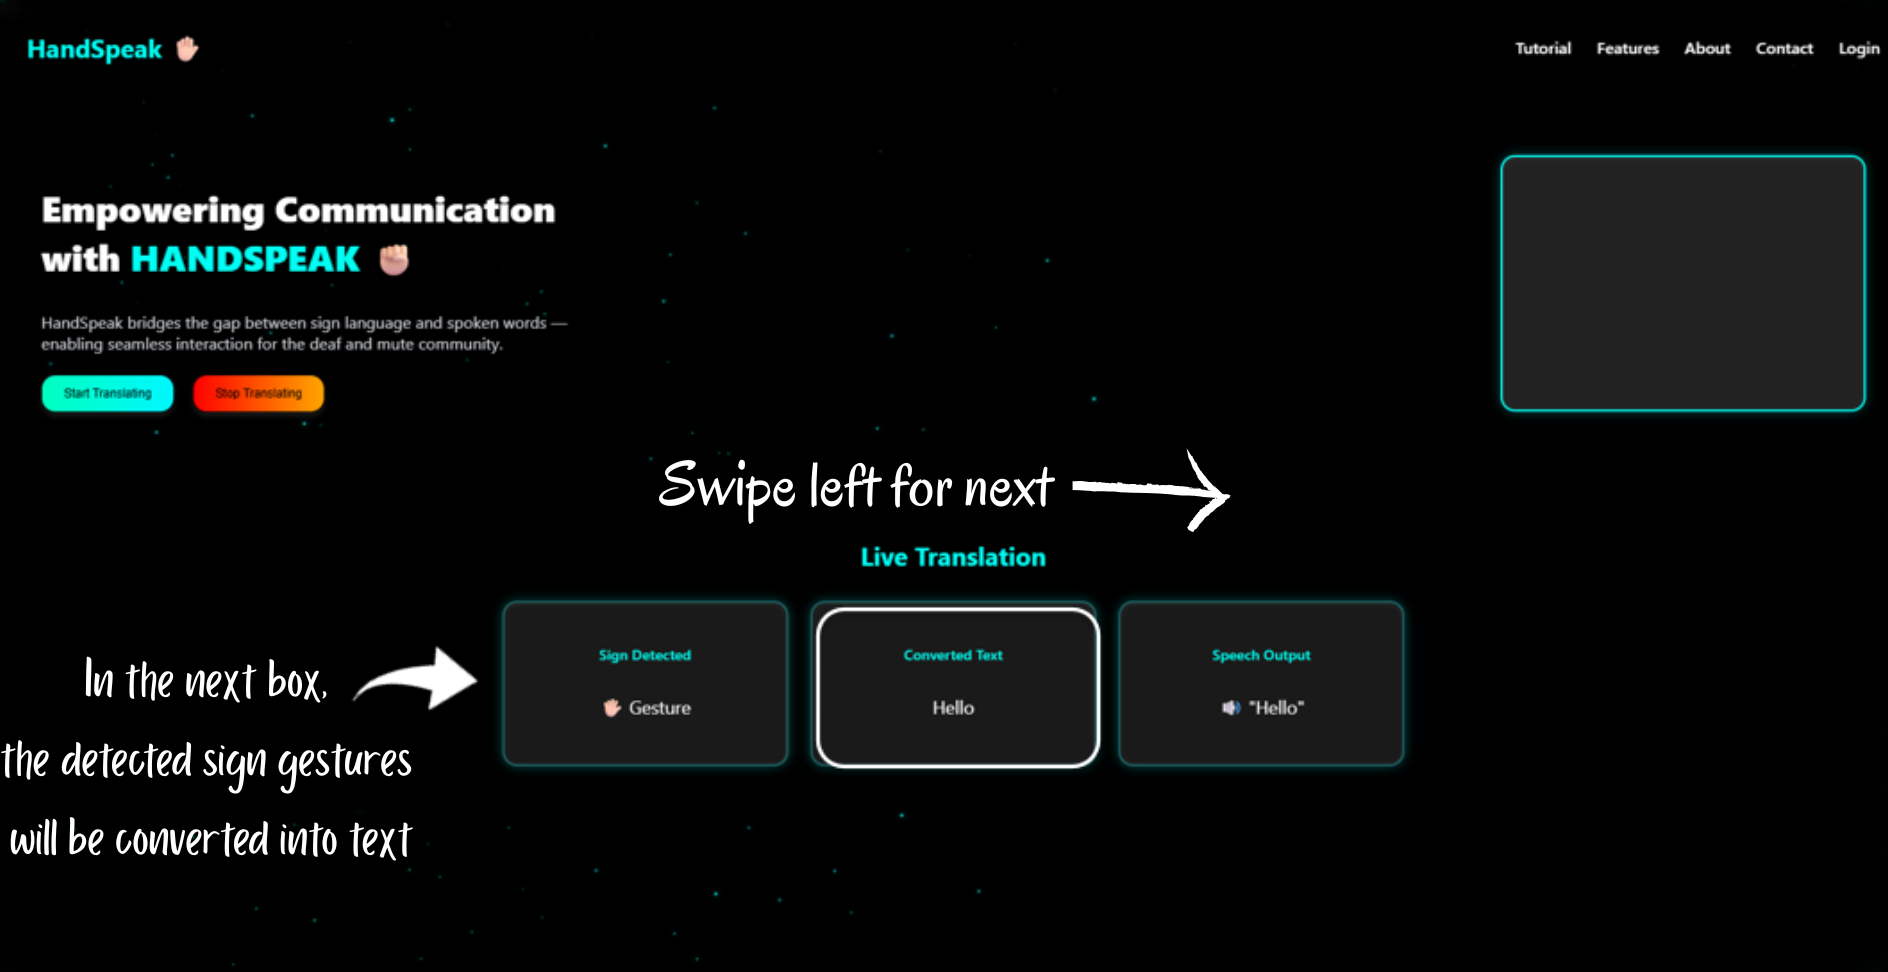 HandSpeak
Tutorial Features About Contact Login
Empowering Communication
with HANDSPEAK
HandSpeak bridges the gap between sign language and spoken words —
enabling seamless interaction for the deaf and mute community.
Start Translating Stop Translating
Swipe left for next
Live Translation
In the next box,
the detected sign gestures
will be converted into text
Sign Detected
Gesture
Converted Text
Hello
Speech Output
"Hello"